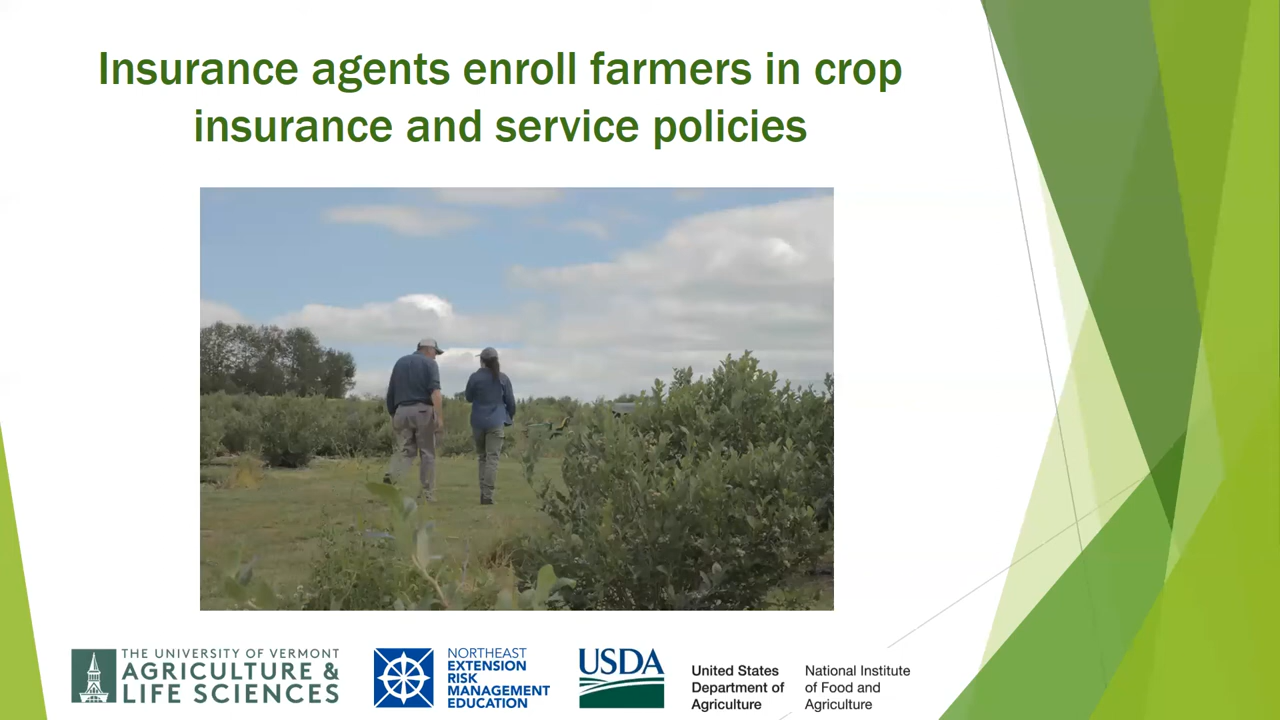 Insurance agents enroll farmers in crop
insurance and service policies
THE UNIVERSITY OF VERMONT
AGRICULTURE &
LIFE SCIENCES
NORTHEAST
EXTENSION
RISK
MANAGEMENT
EDUCATION
USDA
United States
Department of
Agriculture
National Institute
of Food and
Agriculture